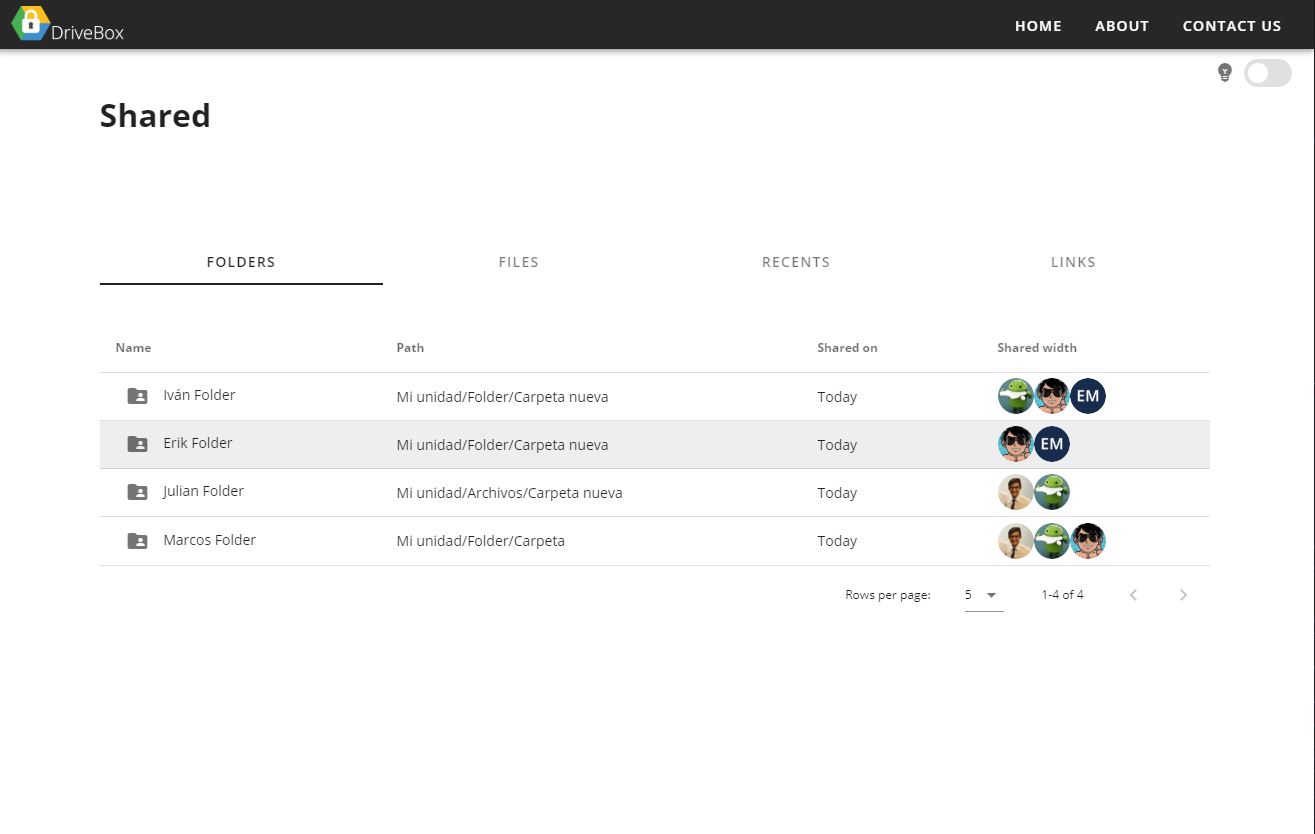 DriveBox HOME ABOUT CONTACT US
Shared
FOLDERS FILES RECENTS LINKS
Name Path Shared on Shared width
Iván Folder Mi unidad/Folder/Carpeta nueva Today EM
Erik Folder Mi unidad/Folder/Carpeta nueva Today EM
Julian Folder Mi unidad/Archivos/Carpeta nueva Today
Marcos Folder Mi unidad/Folder/Carpeta Today
Rows per page: 5 1-4 of 4